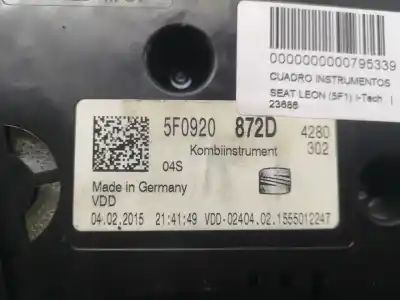 0000000000795339
CUADRO INSTRUMENTOS
SEAT LEON (5F1) I-Tech |
23686
5F0920 872D 4280
Kombiinstrument 302
04S
Made in Germany
VDD
04.02.2015 21:41:49 VDD-02404.02.1555012247